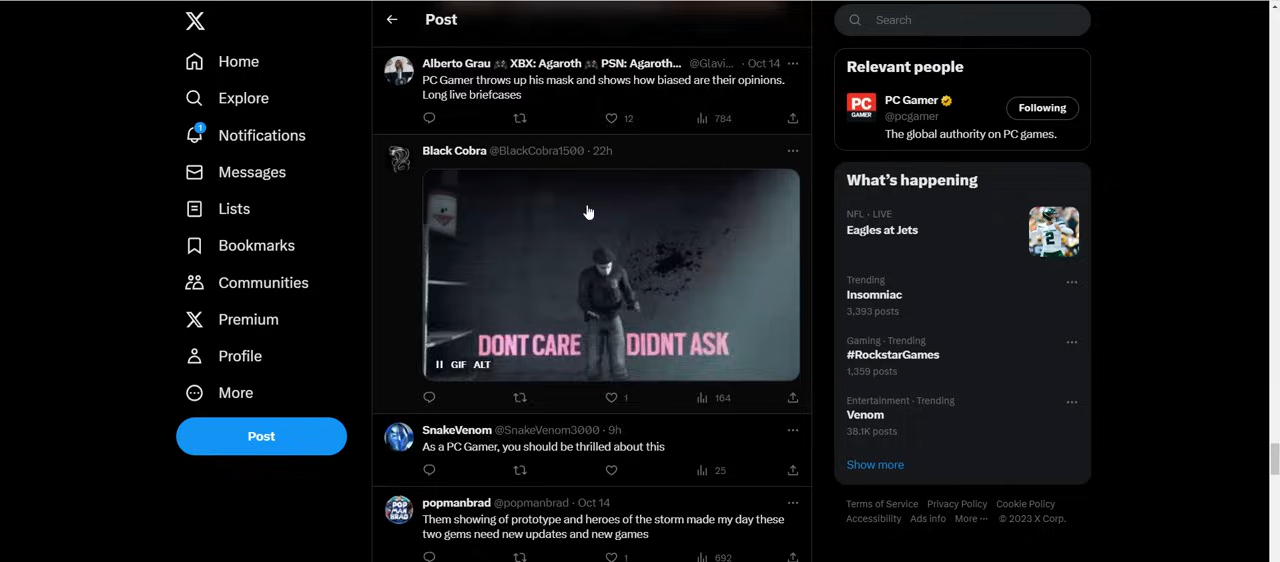 Home
Explore
1
Notifications
Messages
Lists
Bookmarks
Communities
Premium
Profile
More
Post
Post
Alberto Grau 🎮 XBX: Agaroth 🎮 PSN: Agaroth... @Glavi... · Oct 14
PC Gamer throws up his mask and shows how biased are their opinions.
Long live briefcases
12
784
Black Cobra @BlackCobra1500 · 22h
DONT CARE DIDNT ASK
GIF ALT
1
164
SnakeVenom @SnakeVenom3000 · 9h
As a PC Gamer, you should be thrilled about this
25
POP MAN BRAD
popmanbrad @popmanbrad · Oct 14
Them showing of prototype and heroes of the storm made my day these
two gems need new updates and new games
1
692
Search
Relevant people
PC GAMER
PC Gamer
@pcgamer
Following
The global authority on PC games.
What's happening
NFL · LIVE
Eagles at Jets
Trending
Insomniac
3,393 posts
Gaming · Trending
#RockstarGames
1,359 posts
Entertainment · Trending
Venom
38.1K posts
Show more
Terms of Service Privacy Policy Cookie Policy
Accessibility Ads info More ··· © 2023 X Corp.